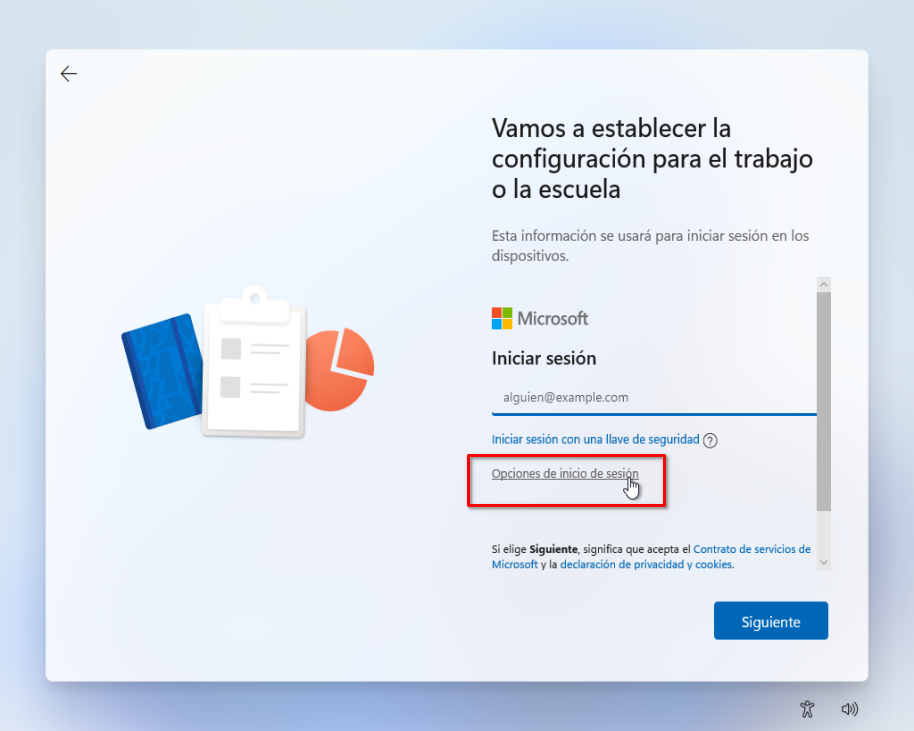 Vamos a establecer la
configuración para el trabajo
o la escuela
Esta información se usará para iniciar sesión en los
dispositivos.
Microsoft
Iniciar sesión
alguien@example.com
Iniciar sesión con una llave de seguridad ?
Opciones de inicio de sesión
Si elige Siguiente, significa que acepta el Contrato de servicios de
Microsoft y la declaración de privacidad y cookies.
Siguiente